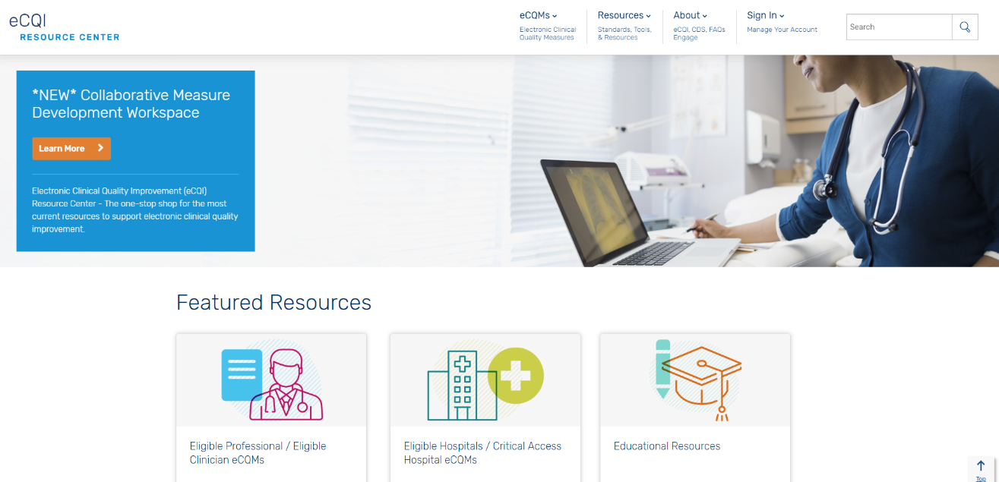 eCQI
RESOURCE CENTER
eCQMs
Electronic Clinical
Quality Measures
Resources
Standards, Tools,
& Resources
About
eCQI, CDS, FAQs
Engage
Sign In
Manage Your Account
Search
*NEW* Collaborative Measure
Development Workspace
Learn More
Electronic Clinical Quality Improvement (eCQI)
Resource Center - The one-stop shop for the most
current resources to support electronic clinical quality
improvement.
Featured Resources
Eligible Professional / Eligible
Clinician eCQMs
Eligible Hospitals / Critical Access
Hospital eCQMs
Educational Resources
Top